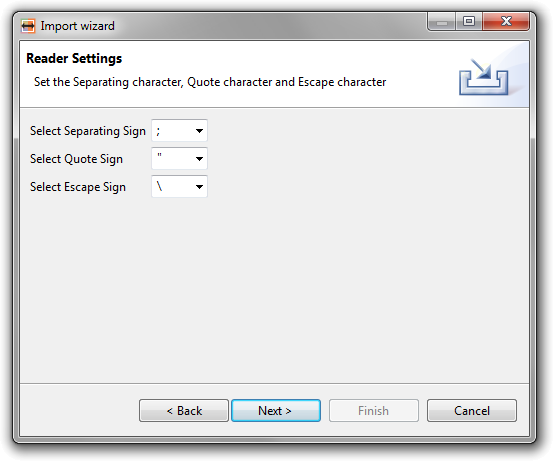 Import wizard
Reader Settings
Set the Separating character, Quote character and Escape character
Select Separating Sign ;
Select Quote Sign "
Select Escape Sign \
< Back Next > Finish Cancel